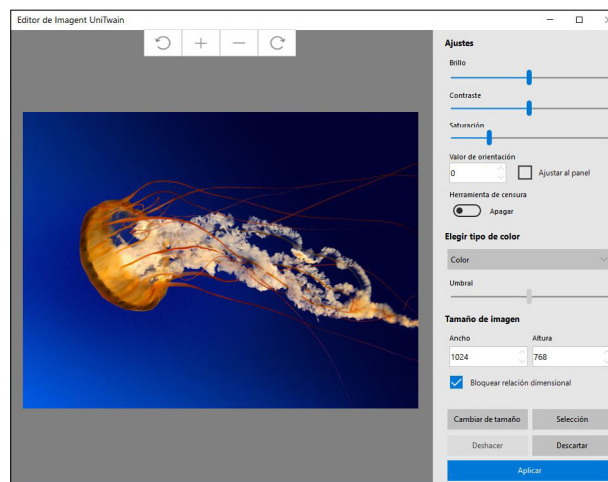 Editor de Imagent UniTwain
Ajustes
Brillo
Contraste
Saturación
Valor de orientación
0
Ajustar al panel
Herramienta de censura
Apagar
Elegir tipo de color
Color
Umbral
Tamaño de imagen
Ancho Altura
1024 768
Bloquear relación dimensional
Cambiar de tamaño Selección
Deshacer Descartar
Aplicar